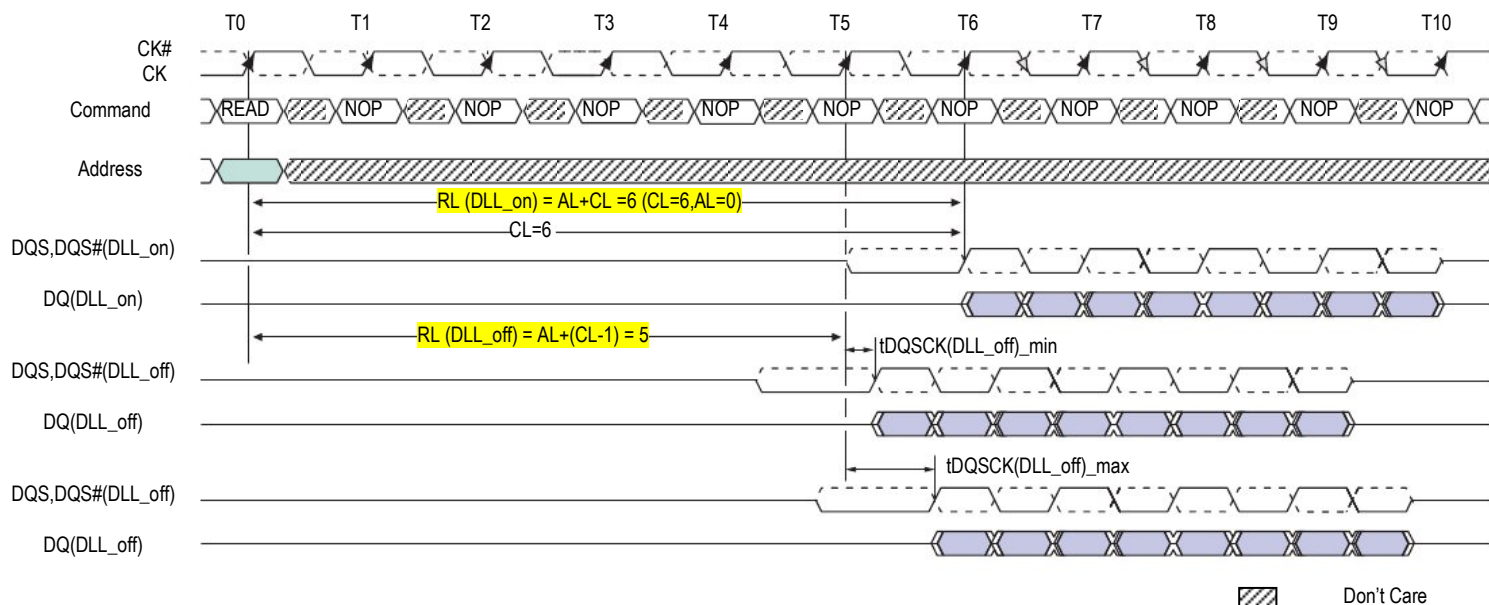 T0 T1 T2 T3 T4 T5 T6 T7 T8 T9 T10
CK#
CK
Command READ NOP NOP NOP NOP NOP NOP NOP NOP NOP NOP
Address
RL (DLL_on) = AL+CL =6 (CL=6,AL=0)
CL=6
DQS,DQS#(DLL_on)
DQ(DLL_on)
RL (DLL_off) = AL+(CL-1) = 5
tDQSCK(DLL_off)_min
DQS,DQS#(DLL_off)
DQ(DLL_off)
tDQSCK(DLL_off)_max
DQS,DQS#(DLL_off)
DQ(DLL_off)
Don't Care